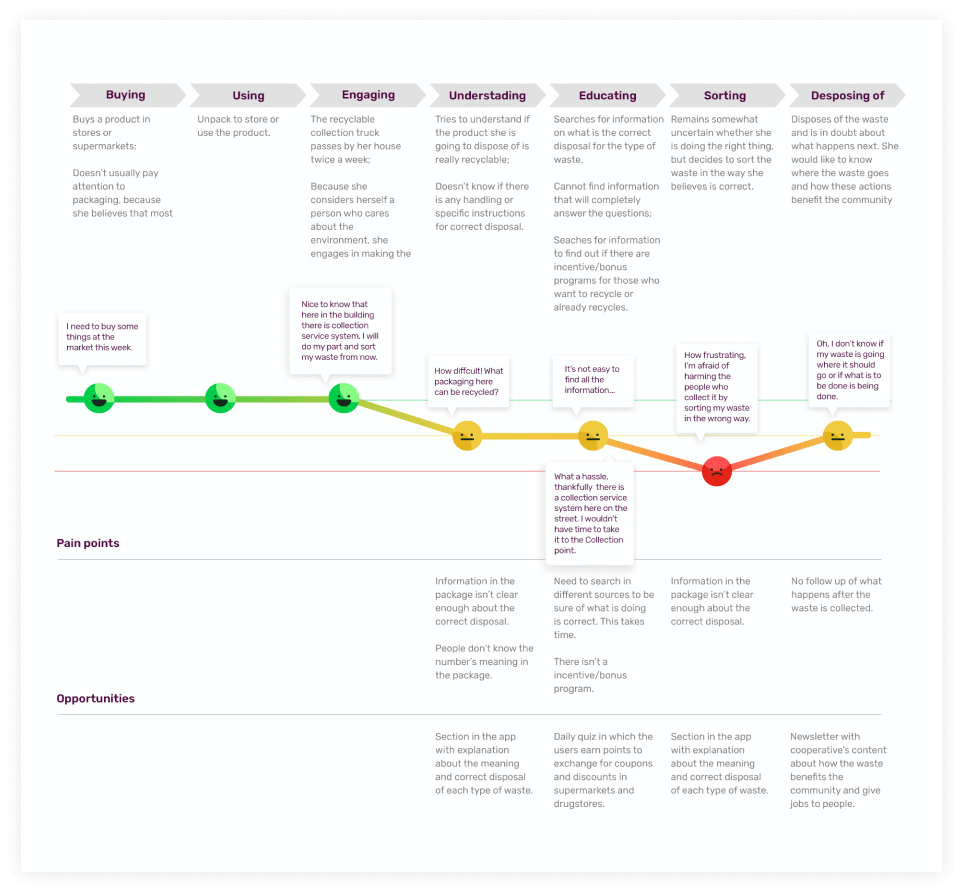 Buying
Using
Engaging
Understading
Educating
Sorting
Desposing of
Buys a product in
stores or
supermarkets;
Doesn't usually pay
attention to
packaging, because
she believes that most
Unpack to store or
use the product.
The recyclable
collection truck
passes by her house
twice a week;
Because she
considers herself a
person who cares
about the
environment, she
engages in making the
Tries to understand if
the product she is
going to dispose of is
really recyclable;
Doesn't know if there
is any handling or
specific instructions
for correct disposal.
Searches for information
on what is the correct
disposal for the type of
waste.
Cannot find information
that will completely
answer the questions;
Seaches for information
to find out if there are
incentive/bonus
programs for those who
want to recycle or
already recycles.
Remains somewhat
uncertain whether she
is doing the right thing,
but decides to sort the
waste in the way she
believes is correct.
Disposes of the waste
and is in doubt about
what happens next. She
would like to know
where the waste goes
and how these actions
benefit the community
I need to buy some
things at the
market this week.
Nice to know that
here in the building
there is collection
service system. I will
do my part and sort
my waste from now.
How diffcult! What
packaging here
can be recycled?
It's not easy to
find all the
information...
What a hassle,
thankfully there is
a collection service
system here on the
street. I wouldn't
have time to take
it to the Collection
point.
How frustrating,
I'm afraid of
harming the
people who
collect it by
sorting my waste
in the wrong way.
Oh, I don't know if
my waste is going
where it should
go or if what is to
be done is being
done.
Pain points
Information in the
package isn't clear
enough about the
correct disposal.
People don't know the
number's meaning in
the package.
Need to search in
different sources to be
sure of what is doing
is correct. This takes
time.
There isn't a
incentive/bonus
program.
Information in the
package isn't clear
enough about the
correct disposal.
No follow up of what
happens after the
waste is collected.
Opportunities
Section in the app
with explanation
about the meaning
and correct disposal
of each type of waste.
Daily quiz in which the
users earn points to
exchange for coupons
and discounts in
supermarkets and
drugstores.
Section in the app
with explanation
about the meaning
and correct disposal
of each type of waste.
Newsletter with
cooperative's content
about how the waste
benefits the
community and give
jobs to people.